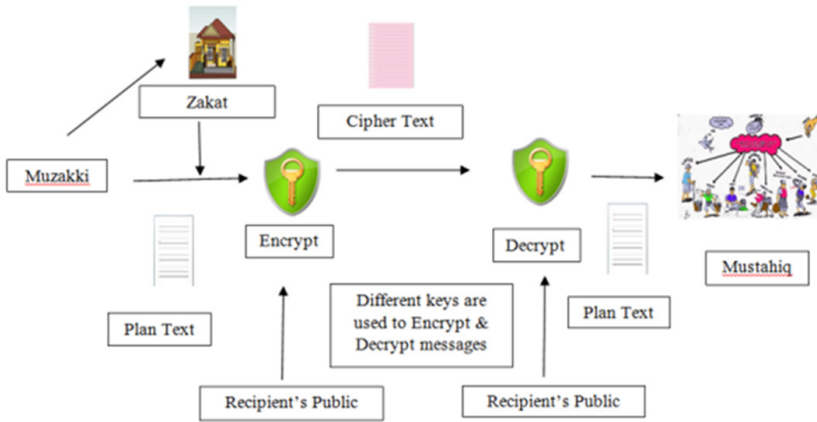 Zakat
Cipher Text
Muzakki
Encrypt
Decrypt
Mustahiq
Plan Text
Different keys are
used to Encrypt &
Decrypt messages
Plan Text
Recipient's Public
Recipient's Public